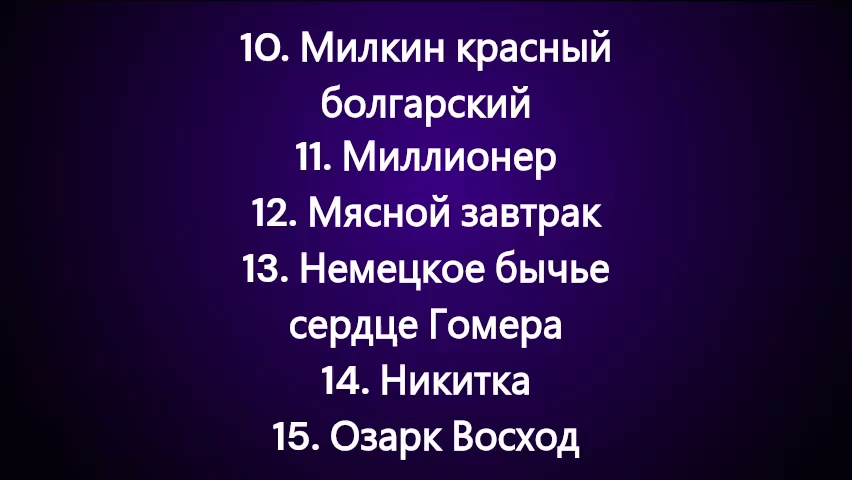 10. Милкин красный
болгарский
11. Миллионер
12. Мясной завтрак
13. Немецкое бычье
сердце Гомера
14. Никитка
15. Озарк Восход